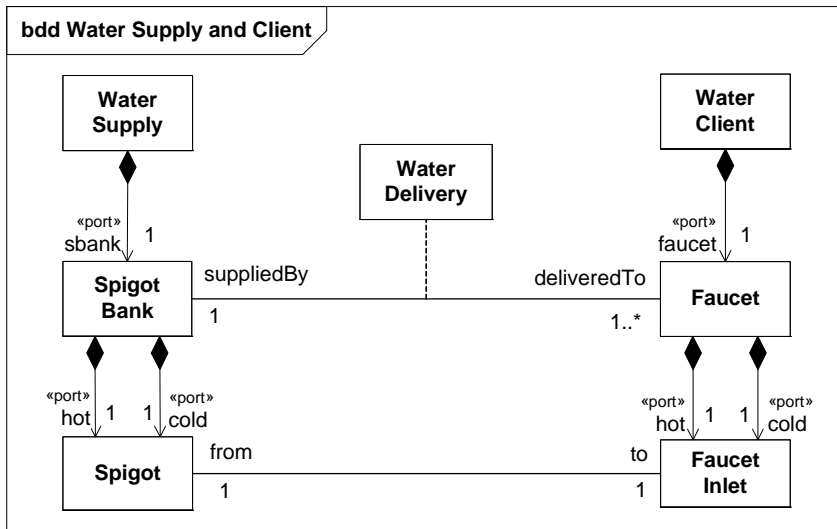 bdd Water Supply and Client
Water
Supply
Water
Client
Water
Delivery
«port»
sbank
1
«port»
faucet
1
Spigot
Bank
suppliedBy
1
deliveredTo
1..*
Faucet
«port»
hot
1
1
«port»
cold
«port»
hot
1
1
«port»
cold
Spigot
from
1
to
1
Faucet
Inlet